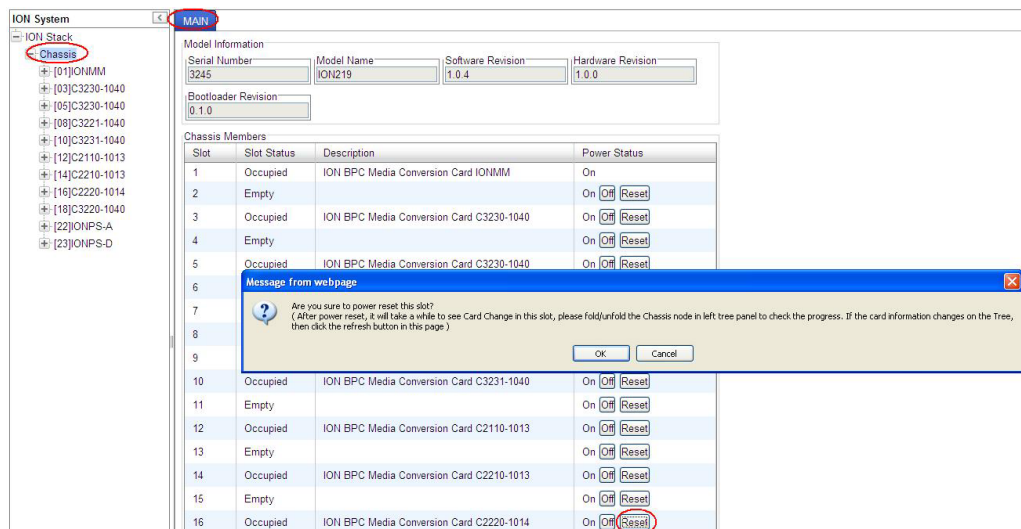 ION System
ION Stack
Chassis
[01]IONMM
[03]C3230-1040
[05]C3230-1040
[08]C3221-1040
[10]C3231-1040
[12]C2110-1013
[14]C2210-1013
[16]C2220-1014
[18]C3220-1040
[22]IONPS-A
[23]IONPS-D
MAIN
Model Information
Serial Number Model Name Software Revision Hardware Revision
3245 ION219 1.0.4 1.0.0
Bootloader Revision
0.1.0
Chassis Members
Slot Slot Status Description Power Status
1 Occupied ION BPC Media Conversion Card IONMM On
2 Empty On Off Reset
3 Occupied ION BPC Media Conversion Card C3230-1040 On Off Reset
4 Empty On Off Reset
5 Occupied ION BPC Media Conversion Card C3230-1040 On Off Reset
6
7
8
9
Message from webpage
Are you sure to power reset this slot?
( After power reset, it will take a while to see Card Change in this slot, please fold/unfold the Chassis node in left tree panel to check the progress. If the card information changes on the Tree,
then click the refresh button in this page )
OK Cancel
10 Occupied ION BPC Media Conversion Card C3231-1040 On Off Reset
11 Empty On Off Reset
12 Occupied ION BPC Media Conversion Card C2110-1013 On Off Reset
13 Empty On Off Reset
14 Occupied ION BPC Media Conversion Card C2210-1013 On Off Reset
15 Empty On Off Reset
16 Occupied ION BPC Media Conversion Card C2220-1014 On Off Reset